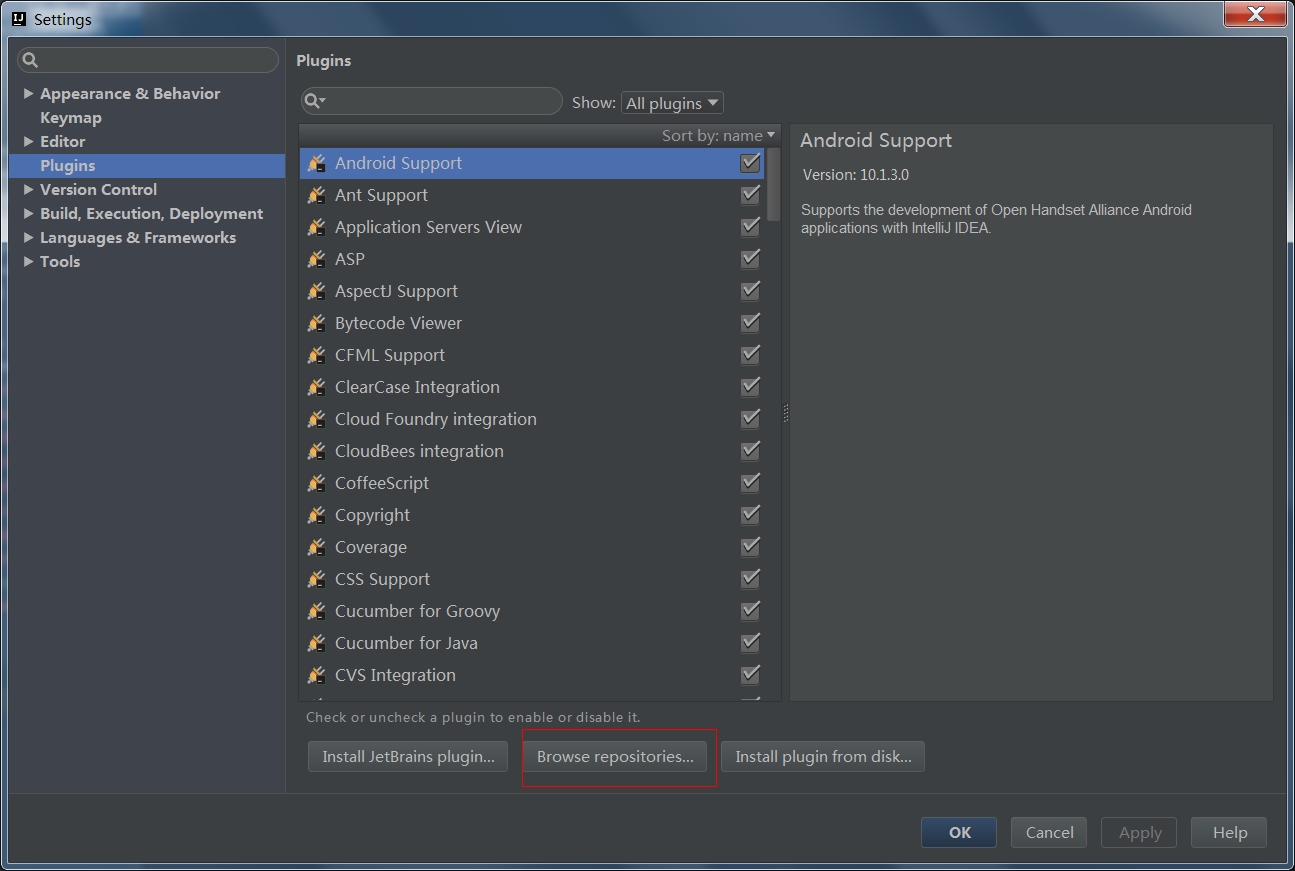 Settings
Appearance & Behavior
Keymap
Editor
Plugins
Version Control
Build, Execution, Deployment
Languages & Frameworks
Tools
Plugins
Show: All plugins
Sort by: name
Android Support
Ant Support
Application Servers View
ASP
AspectJ Support
Bytecode Viewer
CFML Support
ClearCase Integration
Cloud Foundry integration
CloudBees integration
CoffeeScript
Copyright
Coverage
CSS Support
Cucumber for Groovy
Cucumber for Java
CVS Integration
Android Support
Version: 10.1.3.0
Supports the development of Open Handset Alliance Android
applications with IntelliJ IDEA.
Check or uncheck a plugin to enable or disable it.
Install JetBrains plugin... Browse repositories... Install plugin from disk...
OK Cancel Apply Help